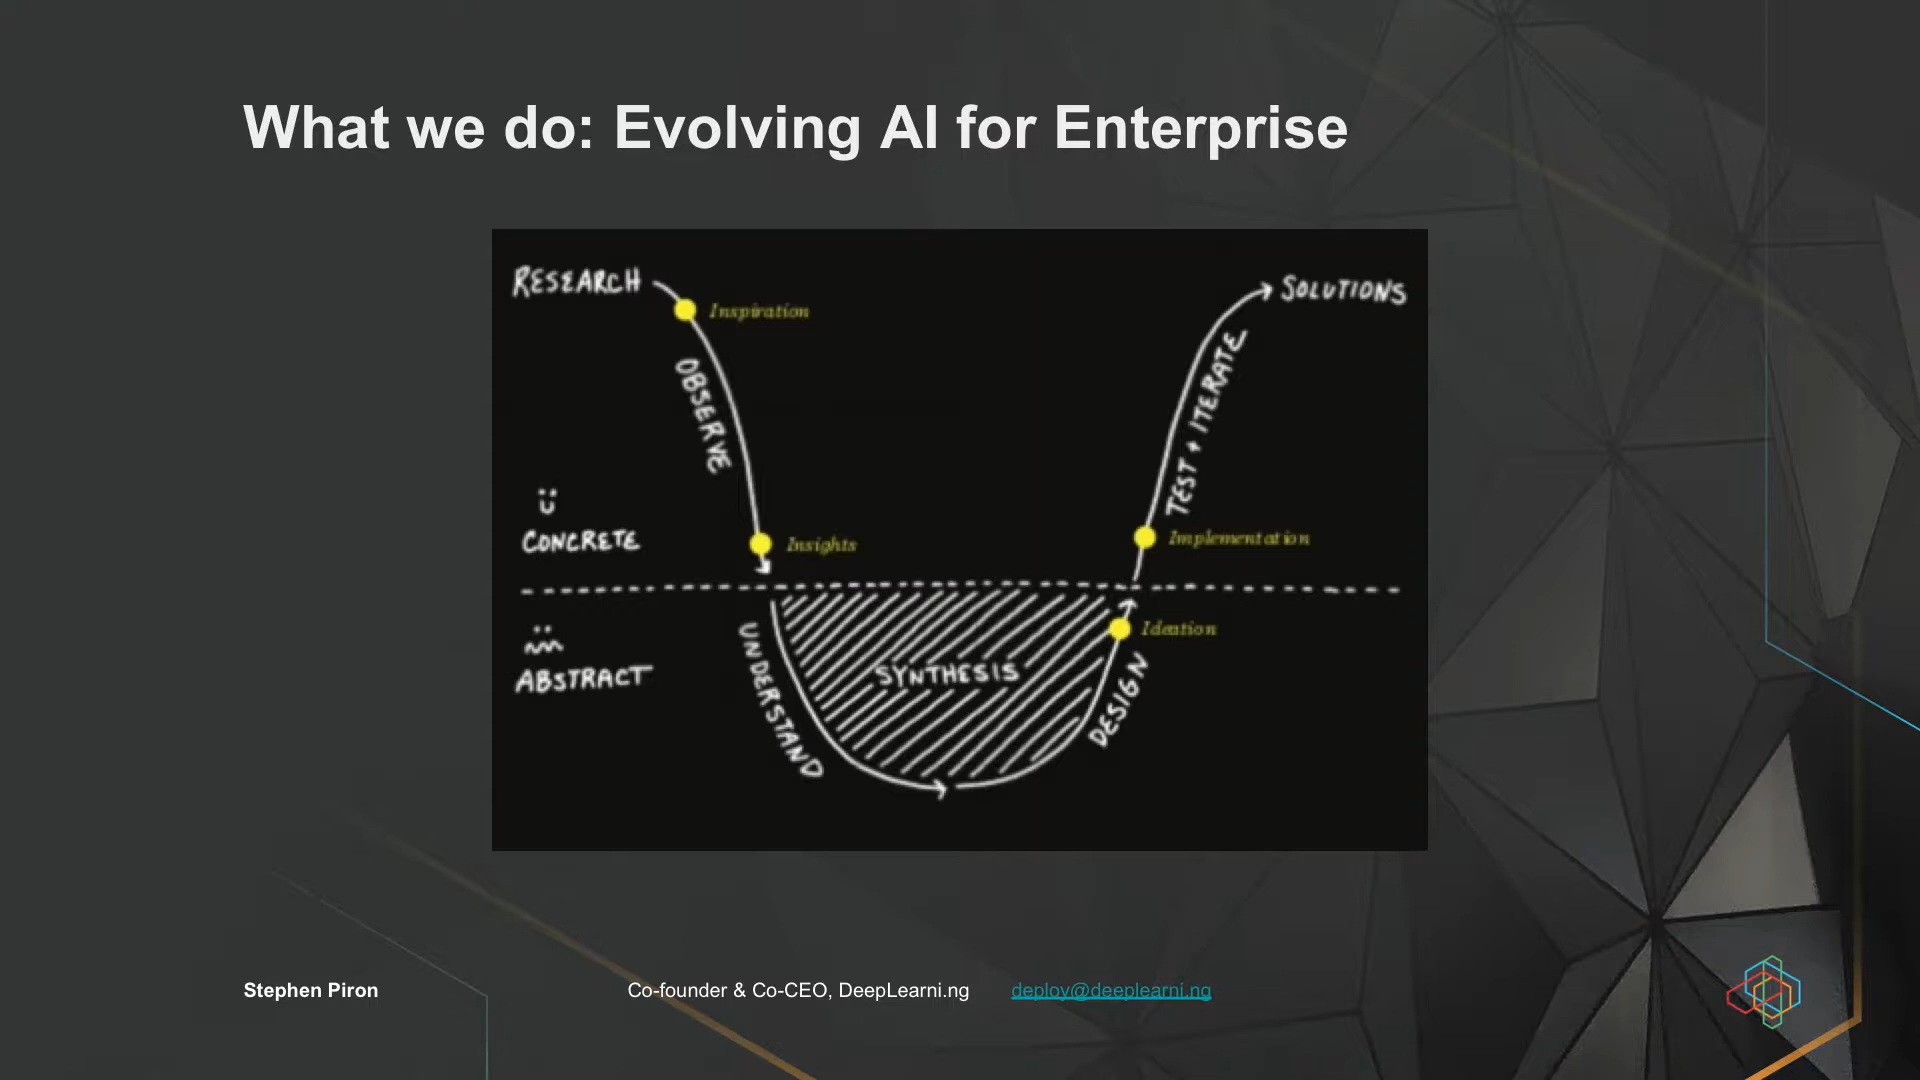 What we do: Evolving AI for Enterprise
RESEARCH
Inspiration
SOLUTIONS
OBSERVE
TEST + ITERATE
CONCRETE
Insights
Implementation
ABSTRACT
UNDERSTAND
SYNTHESIS
Ideation
DESIGN
Stephen Piron
Co-founder & Co-CEO, DeepLearni.ng
deploy@deeplearni.ng